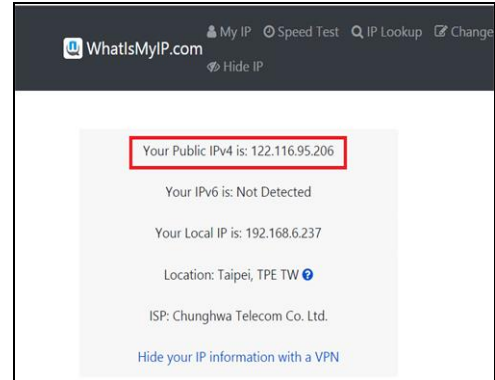 WhatIsMyIP.com
My IP Speed Test IP Lookup Change
Hide IP
Your Public IPv4 is: 122.116.95.206
Your IPv6 is: Not Detected
Your Local IP is: 192.168.6.237
Location: Taipei, TPE TW
ISP: Chunghwa Telecom Co. Ltd.
Hide your IP information with a VPN